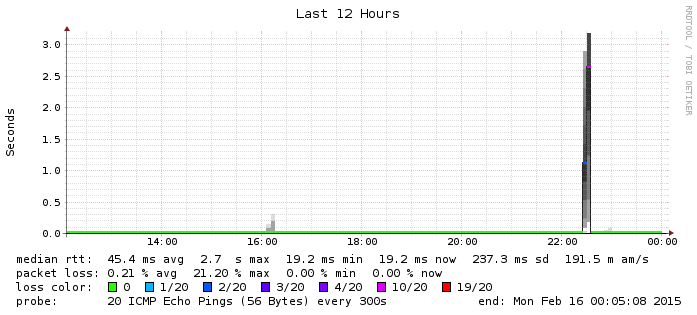 Last 12 Hours
RRDTOOL / TOBI OETIKER
Seconds
3.0
2.5
2.0
1.5
1.0
0.5
0.0
14:00 16:00 18:00 20:00 22:00 00:00
median rtt: 45.4 ms avg 2.7 s max 19.2 ms min 19.2 ms now 237.3 ms sd 191.5 m am/s
packet loss: 0.21 % avg 21.20 % max 0.00 % min 0.00 % now
loss color: 0 1/20 2/20 3/20 4/20 10/20 19/20
probe: 20 ICMP Echo Pings (56 Bytes) every 300s end: Mon Feb 16 00:05:08 2015